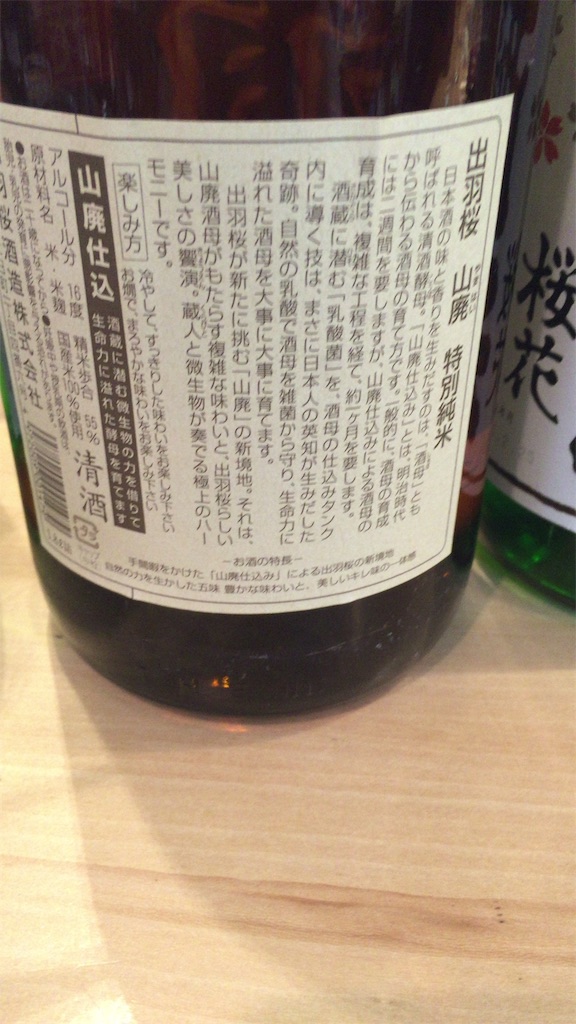 出羽桜 山廃 特別純米
日本酒の味と香りを生みだすのは、「酒母」とも
呼ばれる清酒酵母。「山廃仕込み」とは、明治時代
から伝わる酒母の育て方です。一般的に、酒母の育成
には二週間を要しますが、山廃仕込みによる酒母の
育成は、複雑な工程を経て、約一ヶ月を要します。
酒蔵に潜む「乳酸菌」を、酒母の仕込みタンク
内に導く技は、まさに日本人の英知が生みだした
奇跡。自然の乳酸で酒母を雑菌から守り、生命力に
溢れた酒母を大事に大事に育てます。
出羽桜が新たに挑む「山廃」の新境地。それは、
山廃酒母がもたらす複雑な味わいと、出羽桜らしい
美しさの饗演。蔵人と微生物が奏でる極上のハー
モニーです。
楽しみ方
冷やして、すっきりした味わいをお楽しみ下さい
お燗で、まろやかな味わいをお楽しみ下さい
山廃仕込
酒蔵に潜む微生物の力を借りて
生命力に溢れた酵母を育てます
アルコール分 16度 精米歩合 55%
原材料名 米・米麹 国産米100%使用
清酒
羽桜酒造株式会社
－お酒の特長－
手間暇をかけた「山廃仕込み」による出羽桜の新境地
自然の力を生かした五味 豊かな味わいと、美しいキレ味の一体感
桜花